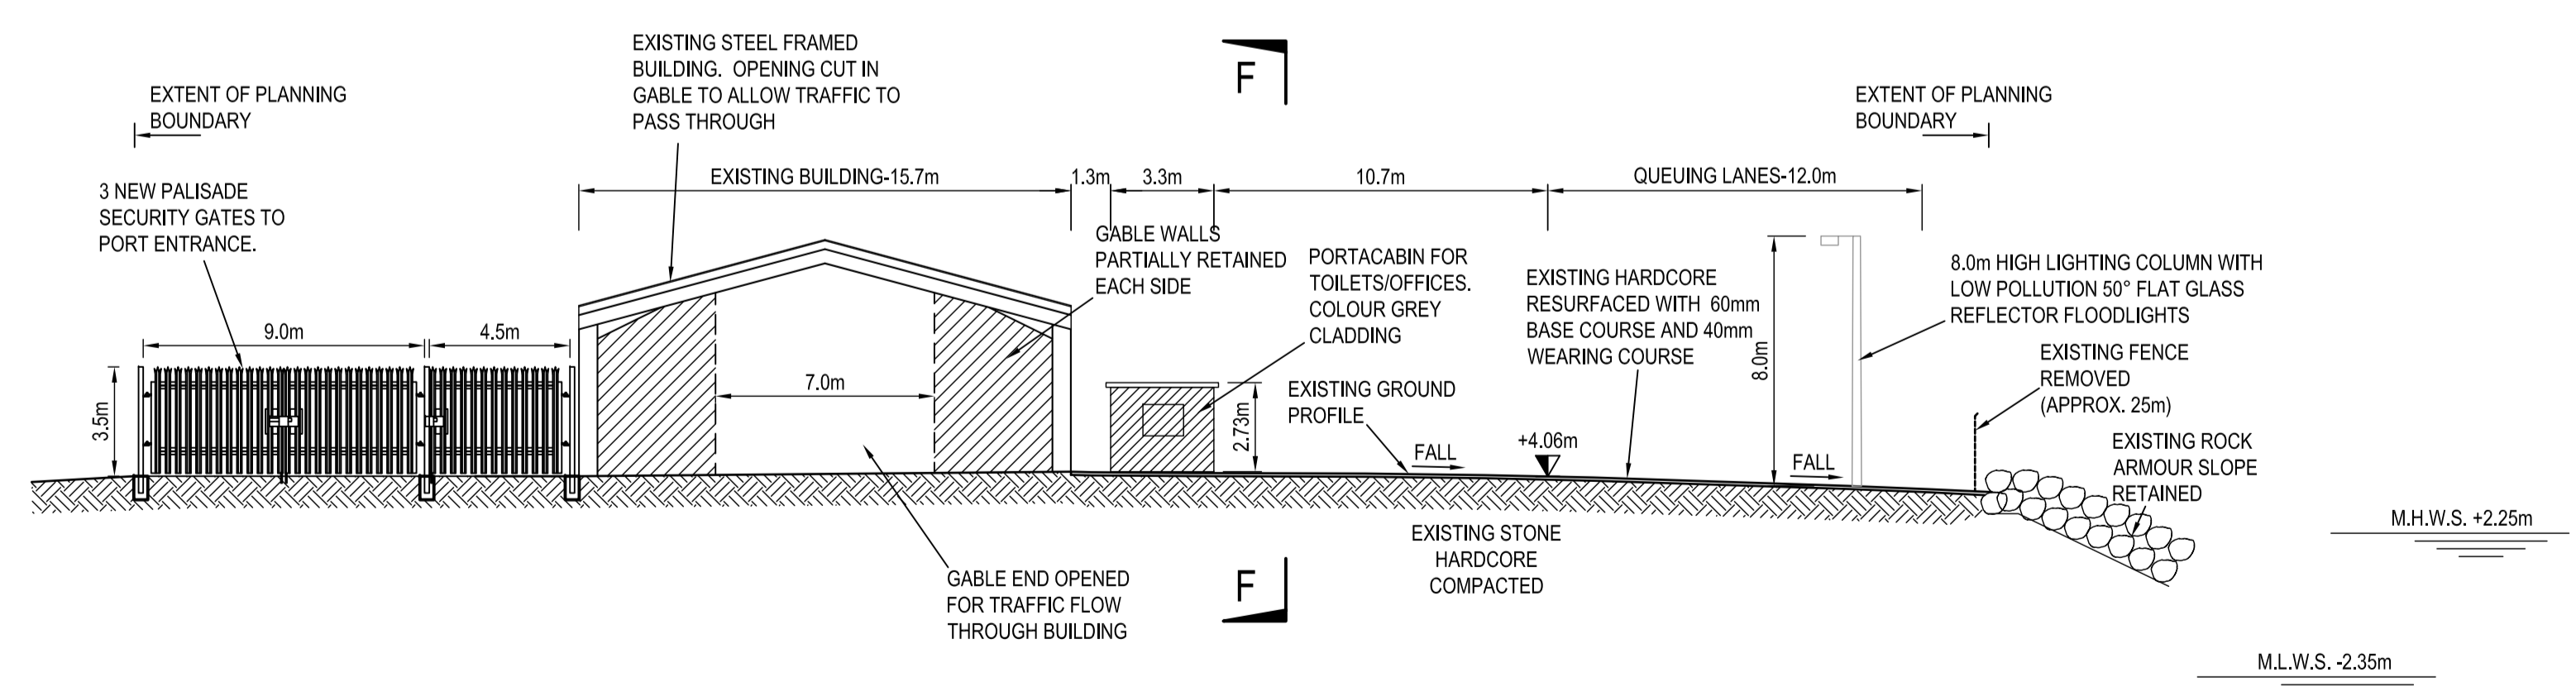 EXISTING STEEL FRAMED
BUILDING. OPENING CUT IN
GABLE TO ALLOW TRAFFIC TO
PASS THROUGH
F
EXTENT OF PLANNING
BOUNDARY
EXTENT OF PLANNING
BOUNDARY
3 NEW PALISADE
SECURITY GATES TO
PORT ENTRANCE.
EXISTING BUILDING-15.7m
1.3m
3.3m
10.7m
QUEUING LANES-12.0m
GABLE WALLS
PARTIALLY RETAINED
EACH SIDE
PORTACABIN FOR
TOILETS/OFFICES.
COLOUR GREY
CLADDING
EXISTING HARDCORE
RESURFACED WITH 60mm
BASE COURSE AND 40mm
WEARING COURSE
8.0m HIGH LIGHTING COLUMN WITH
LOW POLLUTION 50° FLAT GLASS
REFLECTOR FLOODLIGHTS
9.0m
4.5m
3.5m
7.0m
2.73m
8.0m
EXISTING FENCE
REMOVED
(APPROX. 25m)
EXISTING GROUND
PROFILE
FALL
+4.06m
FALL
EXISTING ROCK
ARMOUR SLOPE
RETAINED
M.H.W.S. +2.25m
EXISTING STONE
HARDCORE
COMPACTED
GABLE END OPENED
FOR TRAFFIC FLOW
THROUGH BUILDING
F
M.L.W.S. -2.35m